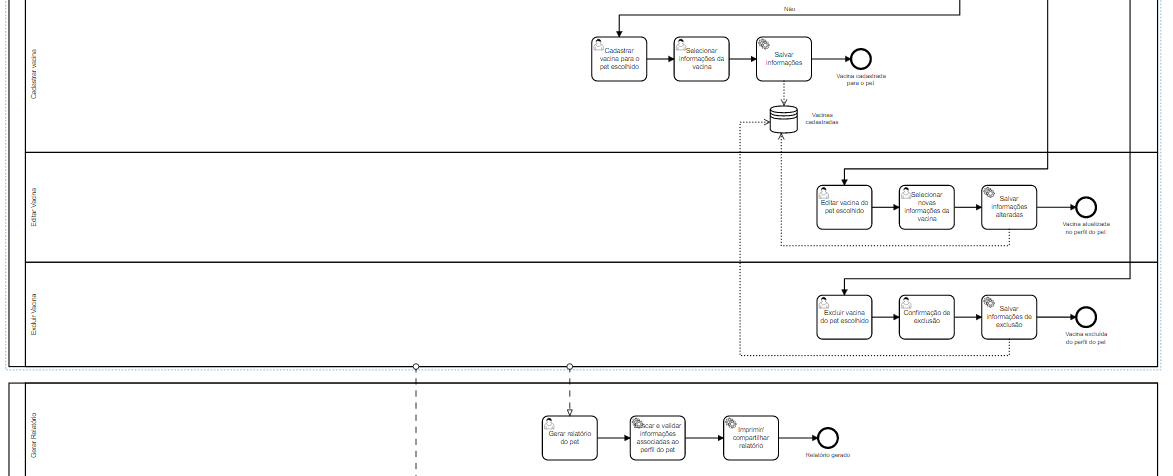 Não
Cadastrar vacina
Cadastrar
vacina para o
pet escolhido
Selecionar
informações da
vacina
Salvar
informações
Vacina cadastrada
para o pet
Vacinas
cadastradas
Editar Vacina
Editar vacina do
pet escolhido
Selecionar
novas
informações da
vacina
Salvar
informações
alteradas
Vacina atualizada
no perfil do pet
Excluir Vacina
Excluir vacina
do pet escolhido
Confirmação de
exclusão
Salvar
informações de
exclusão
Vacina excluída
do perfil do pet
Gerar Relatório
Gerar relatório
do pet
Buscar e validar
informações
associadas ao
perfil do pet
Imprimir/
compartilhar
relatório
Relatório gerado